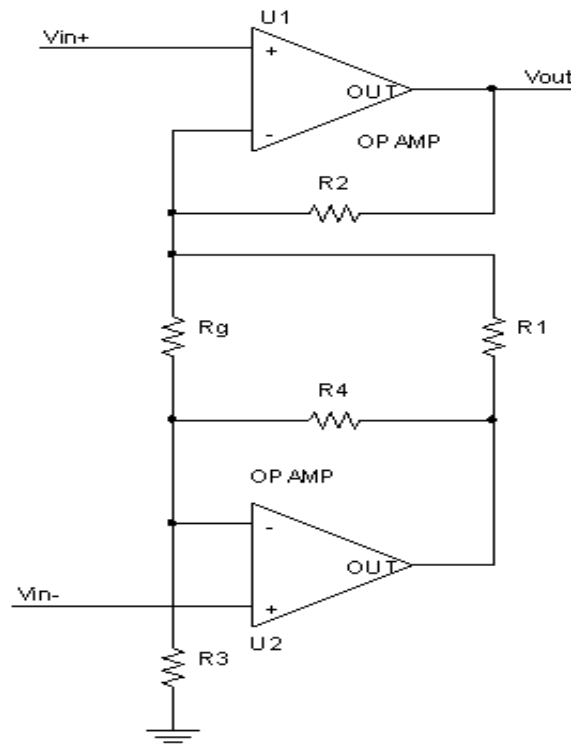 U1
Vin+
+
OUT
Vout
-
OP AMP
R2
Rg
R1
R4
OP AMP
-
OUT
Vin-
+
U2
R3